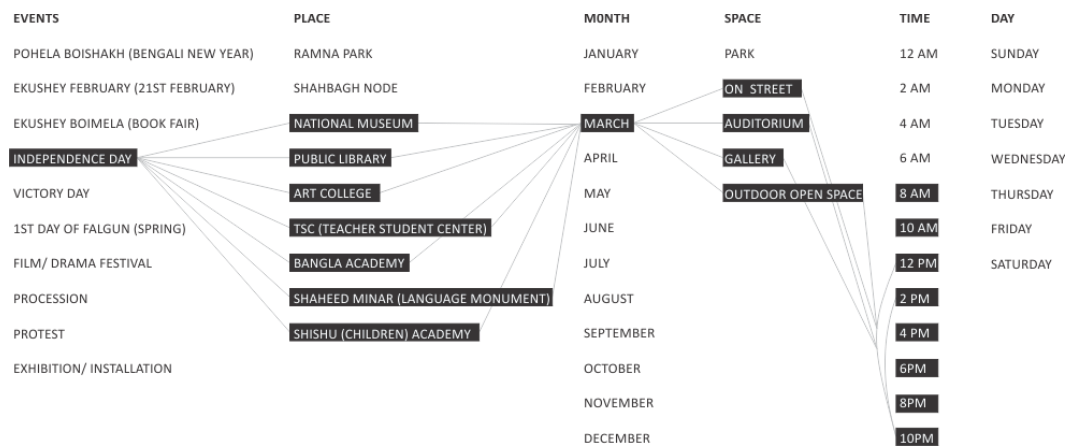 EVENTS PLACE M0NTH SPACE TIME DAY
POHELA BOISHAKH (BENGALI NEW YEAR) RAMNA PARK JANUARY PARK 12 AM SUNDAY
EKUSHEY FEBRUARY (21ST FEBRUARY) SHAHBAGH NODE FEBRUARY ON STREET 2 AM MONDAY
EKUSHEY BOIMELA (BOOK FAIR) NATIONAL MUSEUM MARCH AUDITORIUM 4 AM TUESDAY
INDEPENDENCE DAY PUBLIC LIBRARY APRIL GALLERY 6 AM WEDNESDAY
VICTORY DAY ART COLLEGE MAY OUTDOOR OPEN SPACE 8 AM THURSDAY
1ST DAY OF FALGUN (SPRING) TSC (TEACHER STUDENT CENTER) JUNE 10 AM FRIDAY
FILM/ DRAMA FESTIVAL BANGLA ACADEMY JULY 12 PM SATURDAY
PROCESSION SHAHEED MINAR (LANGUAGE MONUMENT) AUGUST 2 PM
PROTEST SHISHU (CHILDREN) ACADEMY SEPTEMBER 4 PM
EXHIBITION/ INSTALLATION OCTOBER 6PM
NOVEMBER 8PM
DECEMBER 10PM